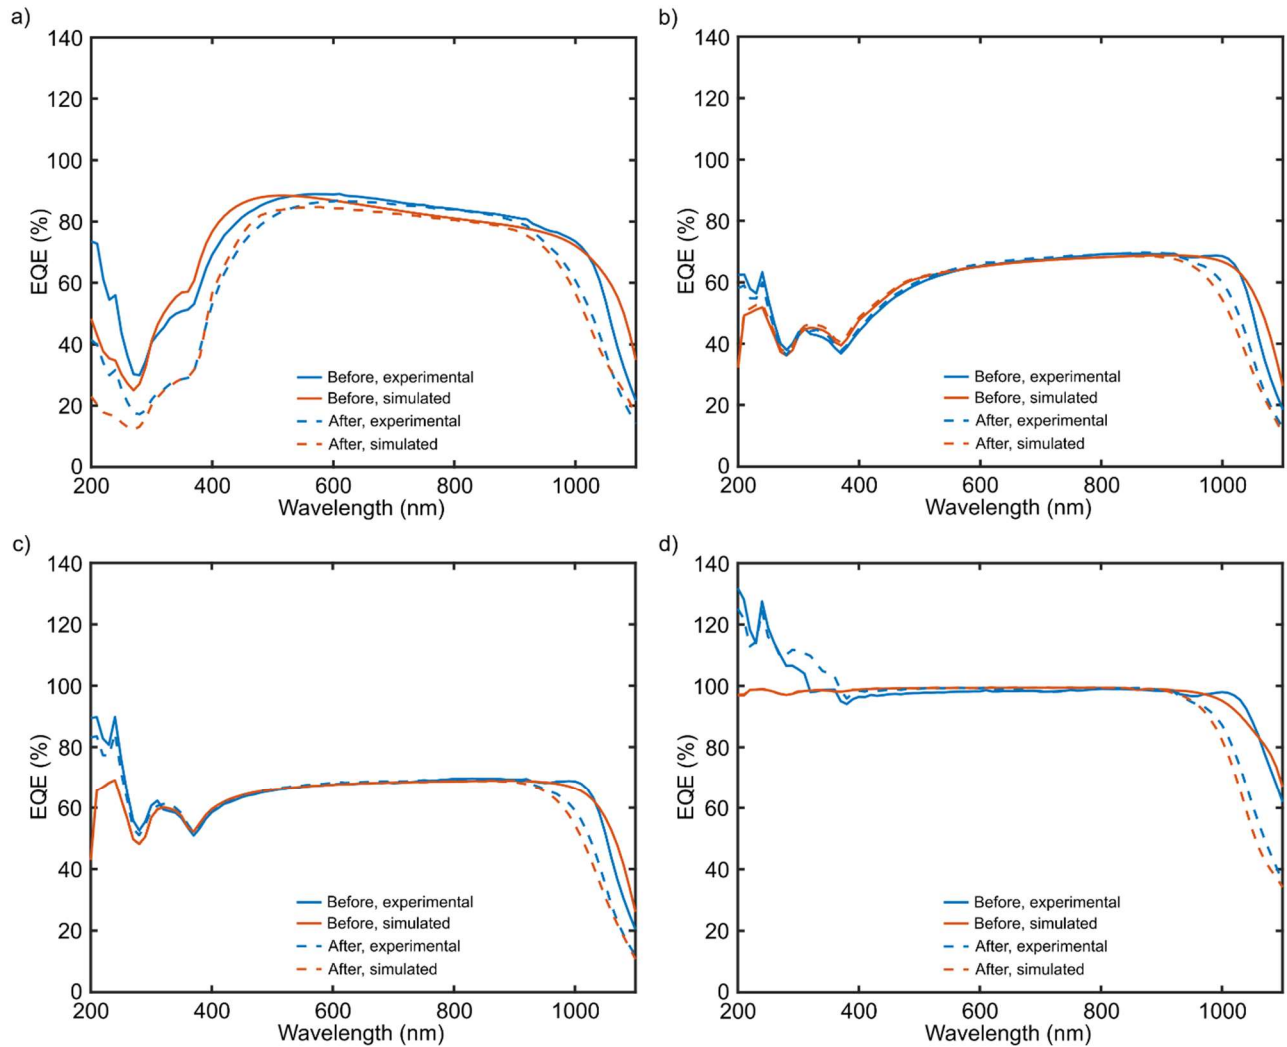 a)
140
120
100
80
60
40
20
0
EQE (%)
Before, experimental
Before, simulated
After, experimental
After, simulated
200 400 600 800 1000
Wavelength (nm)
b)
140
120
100
80
60
40
20
0
EQE (%)
Before, experimental
Before, simulated
After, experimental
After, simulated
200 400 600 800 1000
Wavelength (nm)
c)
140
120
100
80
60
40
20
0
EQE (%)
Before, experimental
Before, simulated
After, experimental
After, simulated
200 400 600 800 1000
Wavelength (nm)
d)
140
120
100
80
60
40
20
0
EQE (%)
Before, experimental
Before, simulated
After, experimental
After, simulated
200 400 600 800 1000
Wavelength (nm)